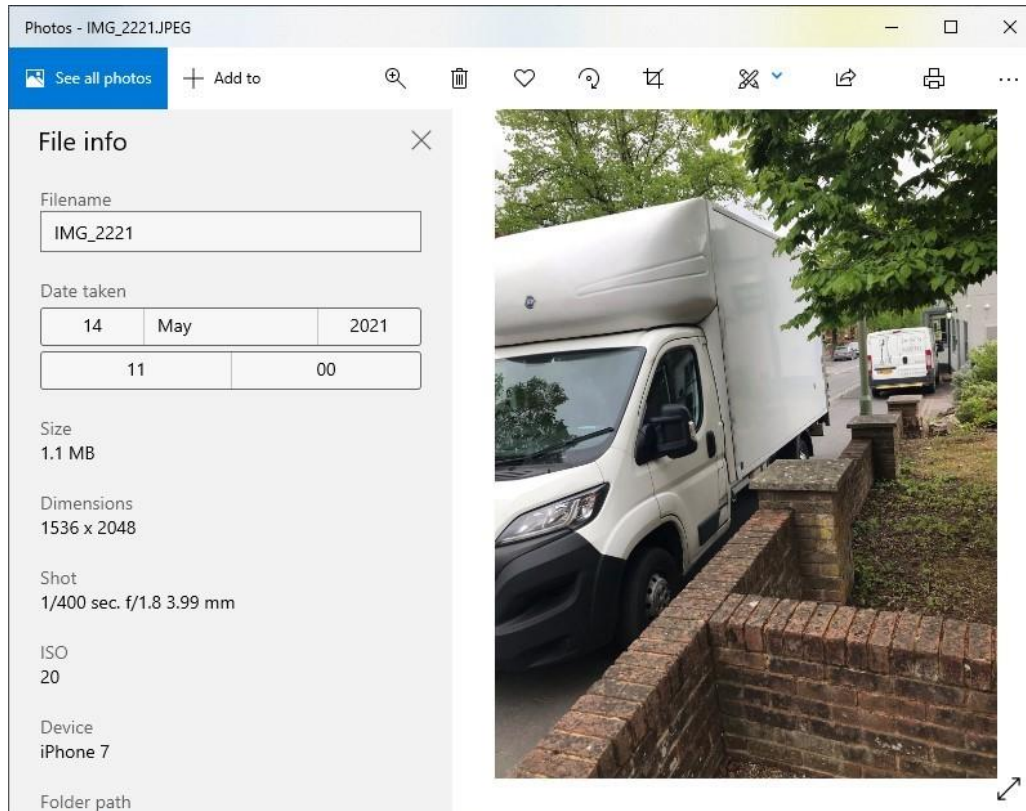 Photos - IMG_2221.JPEG
See all photos
Add to
File info
Filename
IMG_2221
Date taken
14 May 2021
11 00
Size
1.1 MB
Dimensions
1536 x 2048
Shot
1/400 sec. f/1.8 3.99 mm
ISO
20
Device
iPhone 7
Folder path